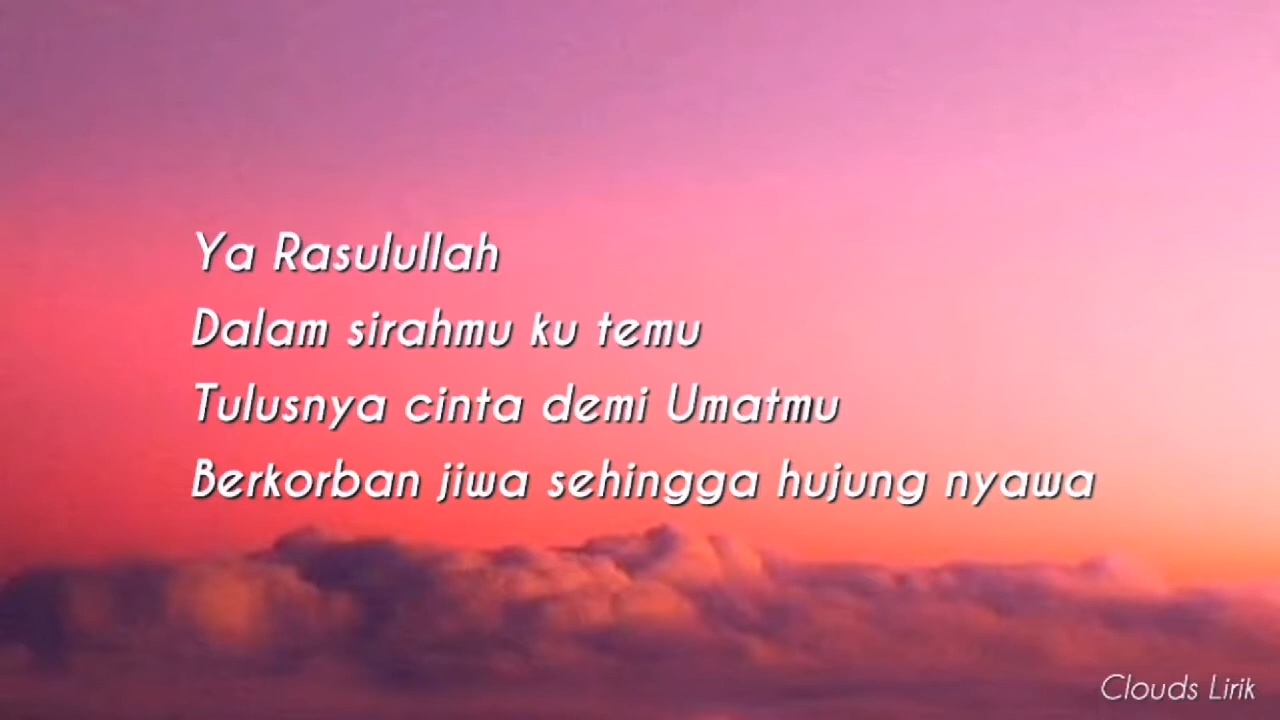 Ya Rasulullah
Dalam sirahmu ku temu
Tulusnya cinta demi Umatmu
Berkorban jiwa sehingga hujung nyawa
Clouds Lirik